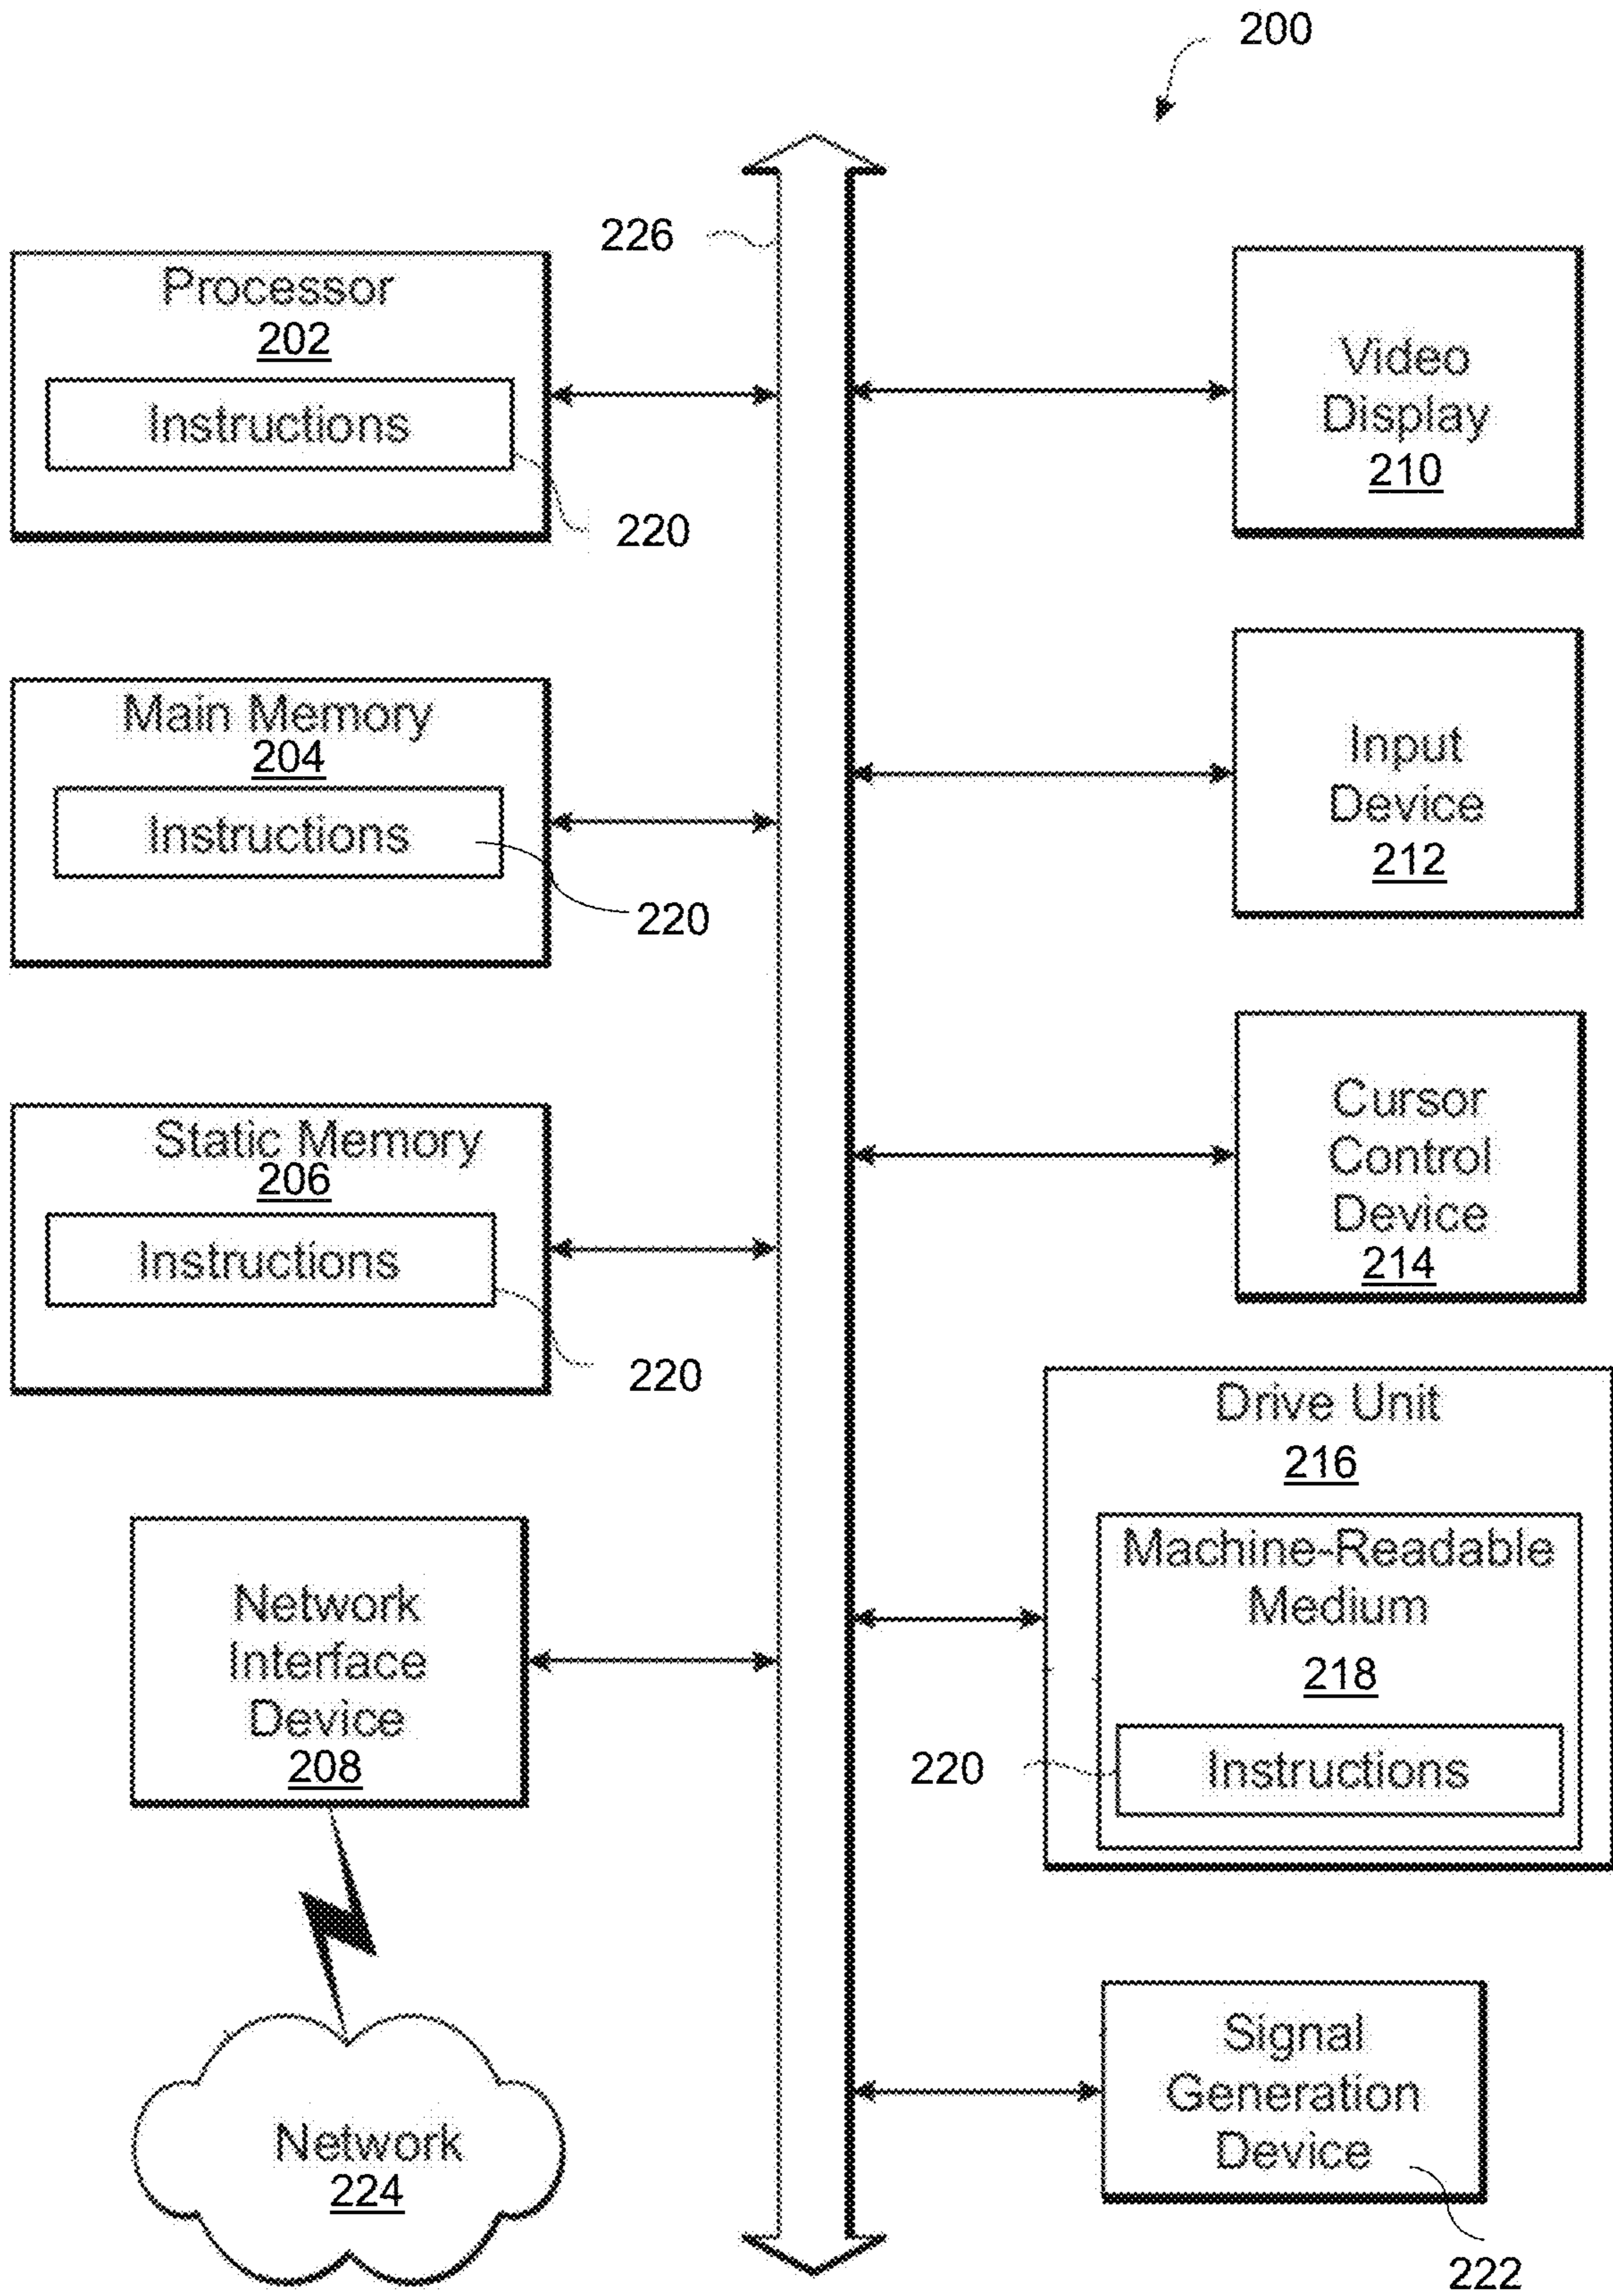 200
226
Processor
202
Instructions
220
Video
Display
210
Main Memory
204
Instructions
220
Input
Device
212
Static Memory
206
Instructions
220
Cursor
Control
Device
214
Network
Interface
Device
208
Drive Unit
216
Machine-Readable
Medium
218
Instructions
220
Network
224
Signal
Generation
Device
222